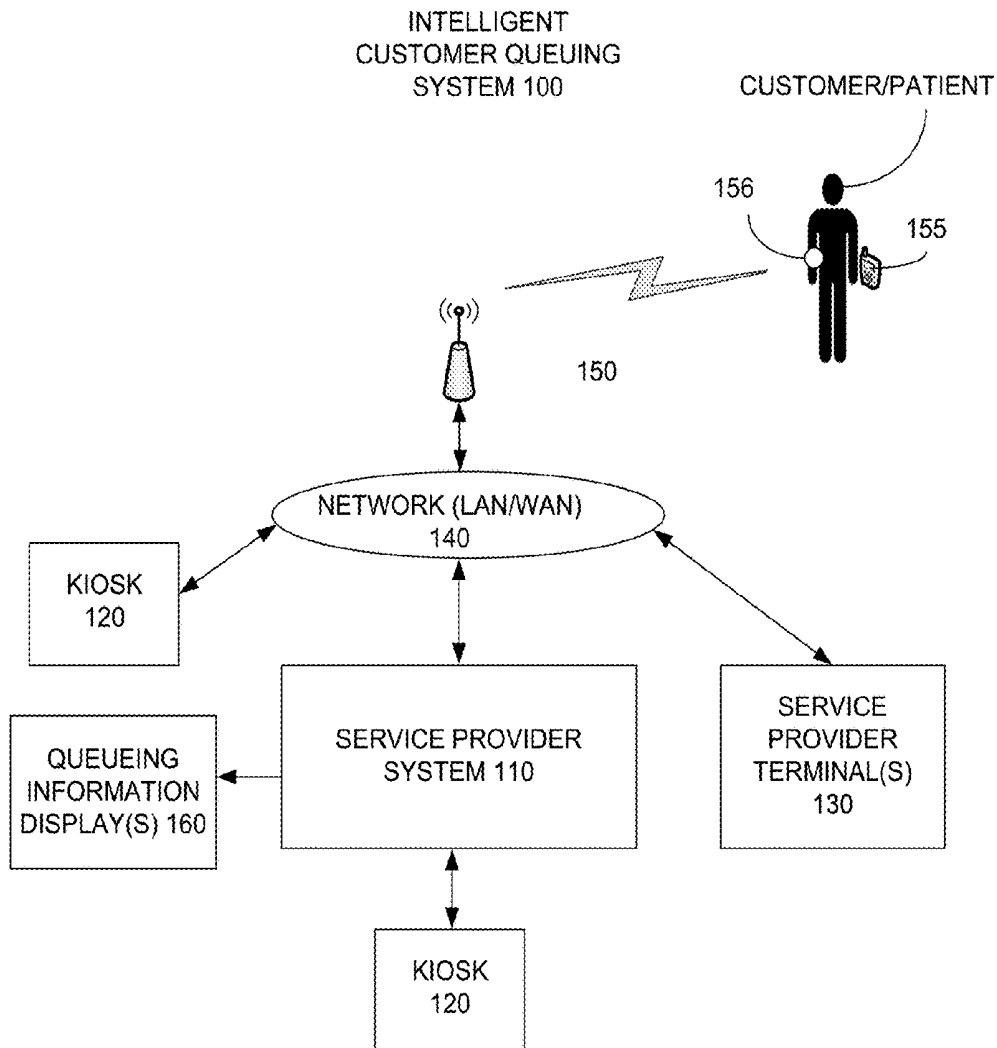 INTELLIGENT
CUSTOMER QUEUING
SYSTEM 100
CUSTOMER/PATIENT
156
155
150
NETWORK (LAN/WAN)
140
KIOSK
120
SERVICE PROVIDER
SYSTEM 110
SERVICE
PROVIDER
TERMINAL(S)
130
QUEUEING
INFORMATION
DISPLAY(S) 160
KIOSK
120